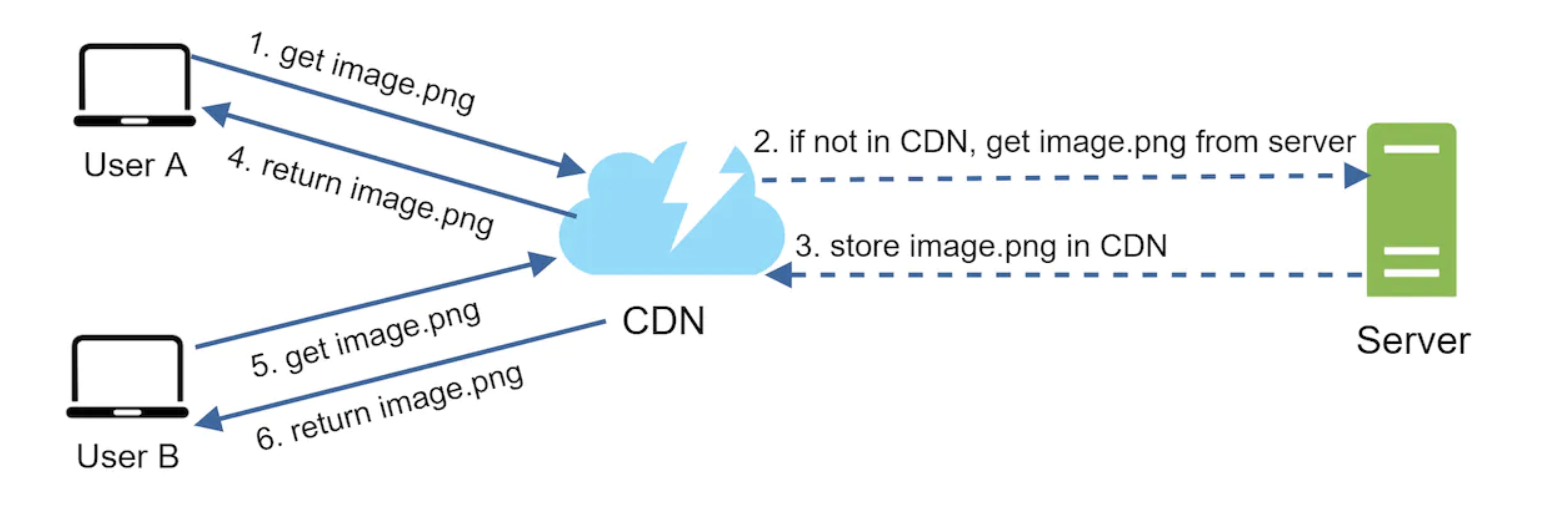 1. get image.png
2. if not in CDN, get image.png from server
User A
4. return image.png
3. store image.png in CDN
CDN
Server
5. get image.png
6. return image.png
User B